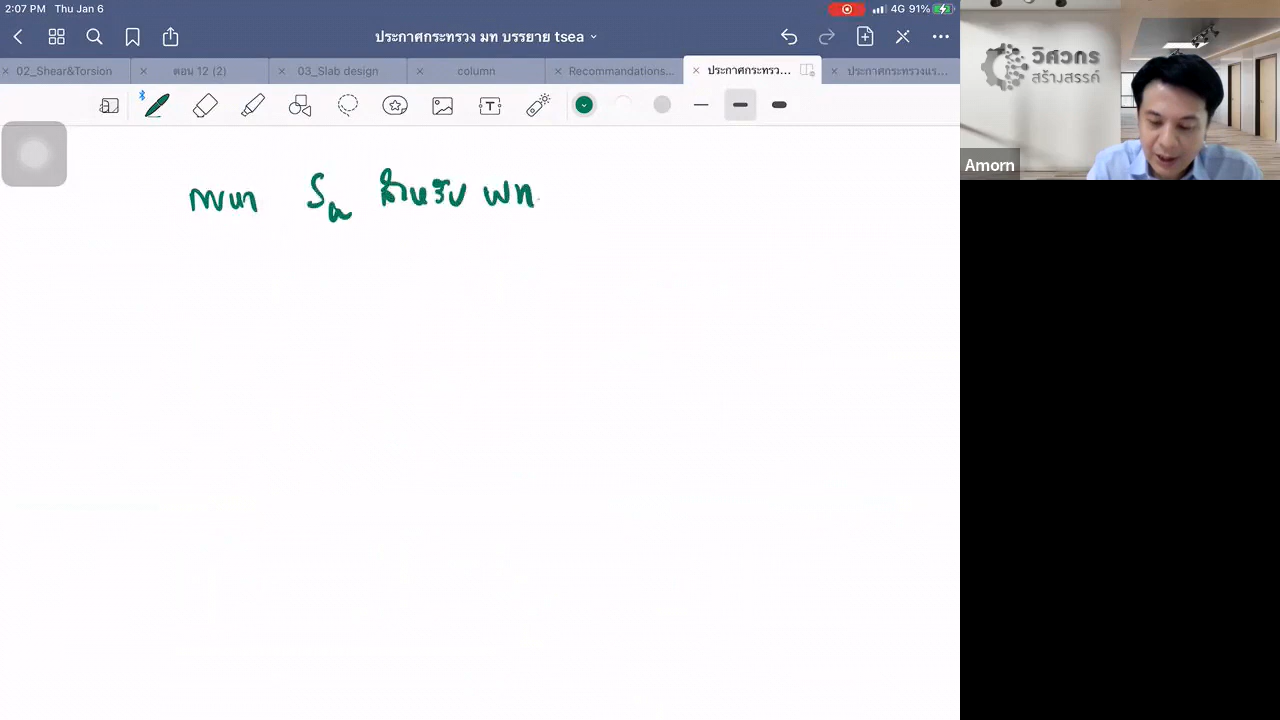 2:07 PM Thu Jan 6
4G 91%
ประกาศกระทรวง มท บรรยาย tsea
02_Shear&Torsion
ตอน 12 (2)
03_Slab design
column
Recommandations...
ประกาศกระทรว...
ประกาศกระทรวงแร...
Sa สำหรับ พท.
วิศวกร
สร้างสรรค์
Amorn